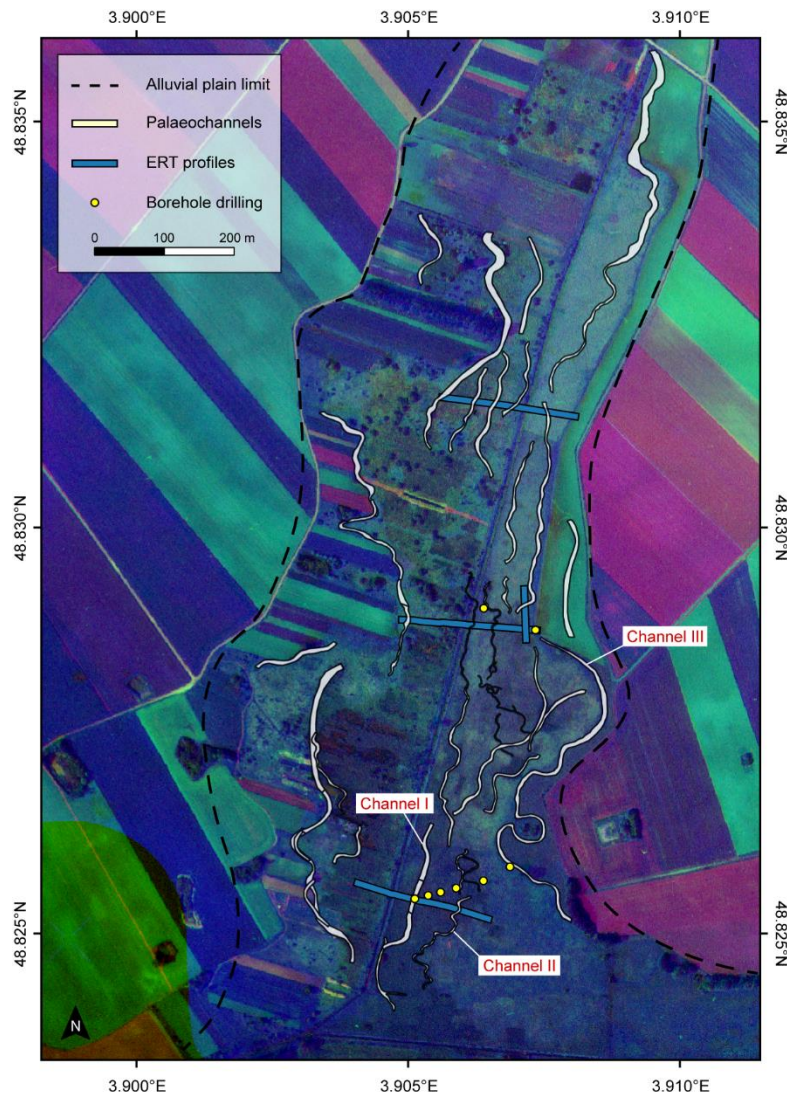 3.900°E
3.905°E
3.910°E
Alluvial plain limit
Palaeochannels
ERT profiles
Borehole drilling
0 100 200 m
48.835°N
48.835°N
48.830°N
48.830°N
Channel III
Channel I
48.825°N
48.825°N
Channel II
N
3.900°E
3.905°E
3.910°E